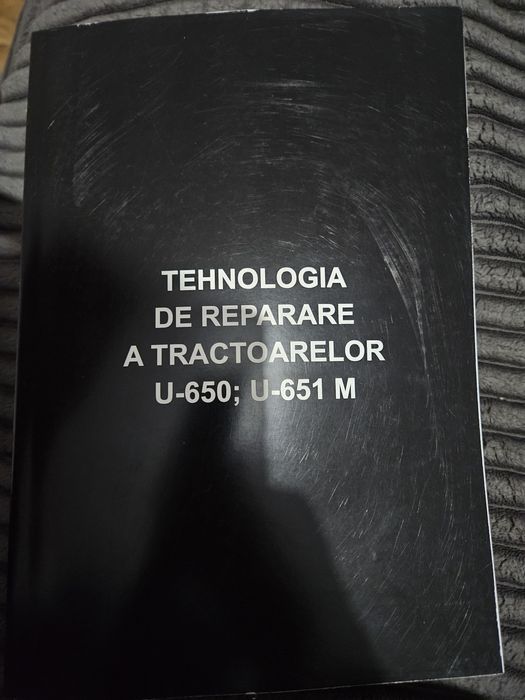 TEHNOLOGIA
DE REPARARE
A TRACTOARELOR
U-650; U-651 M